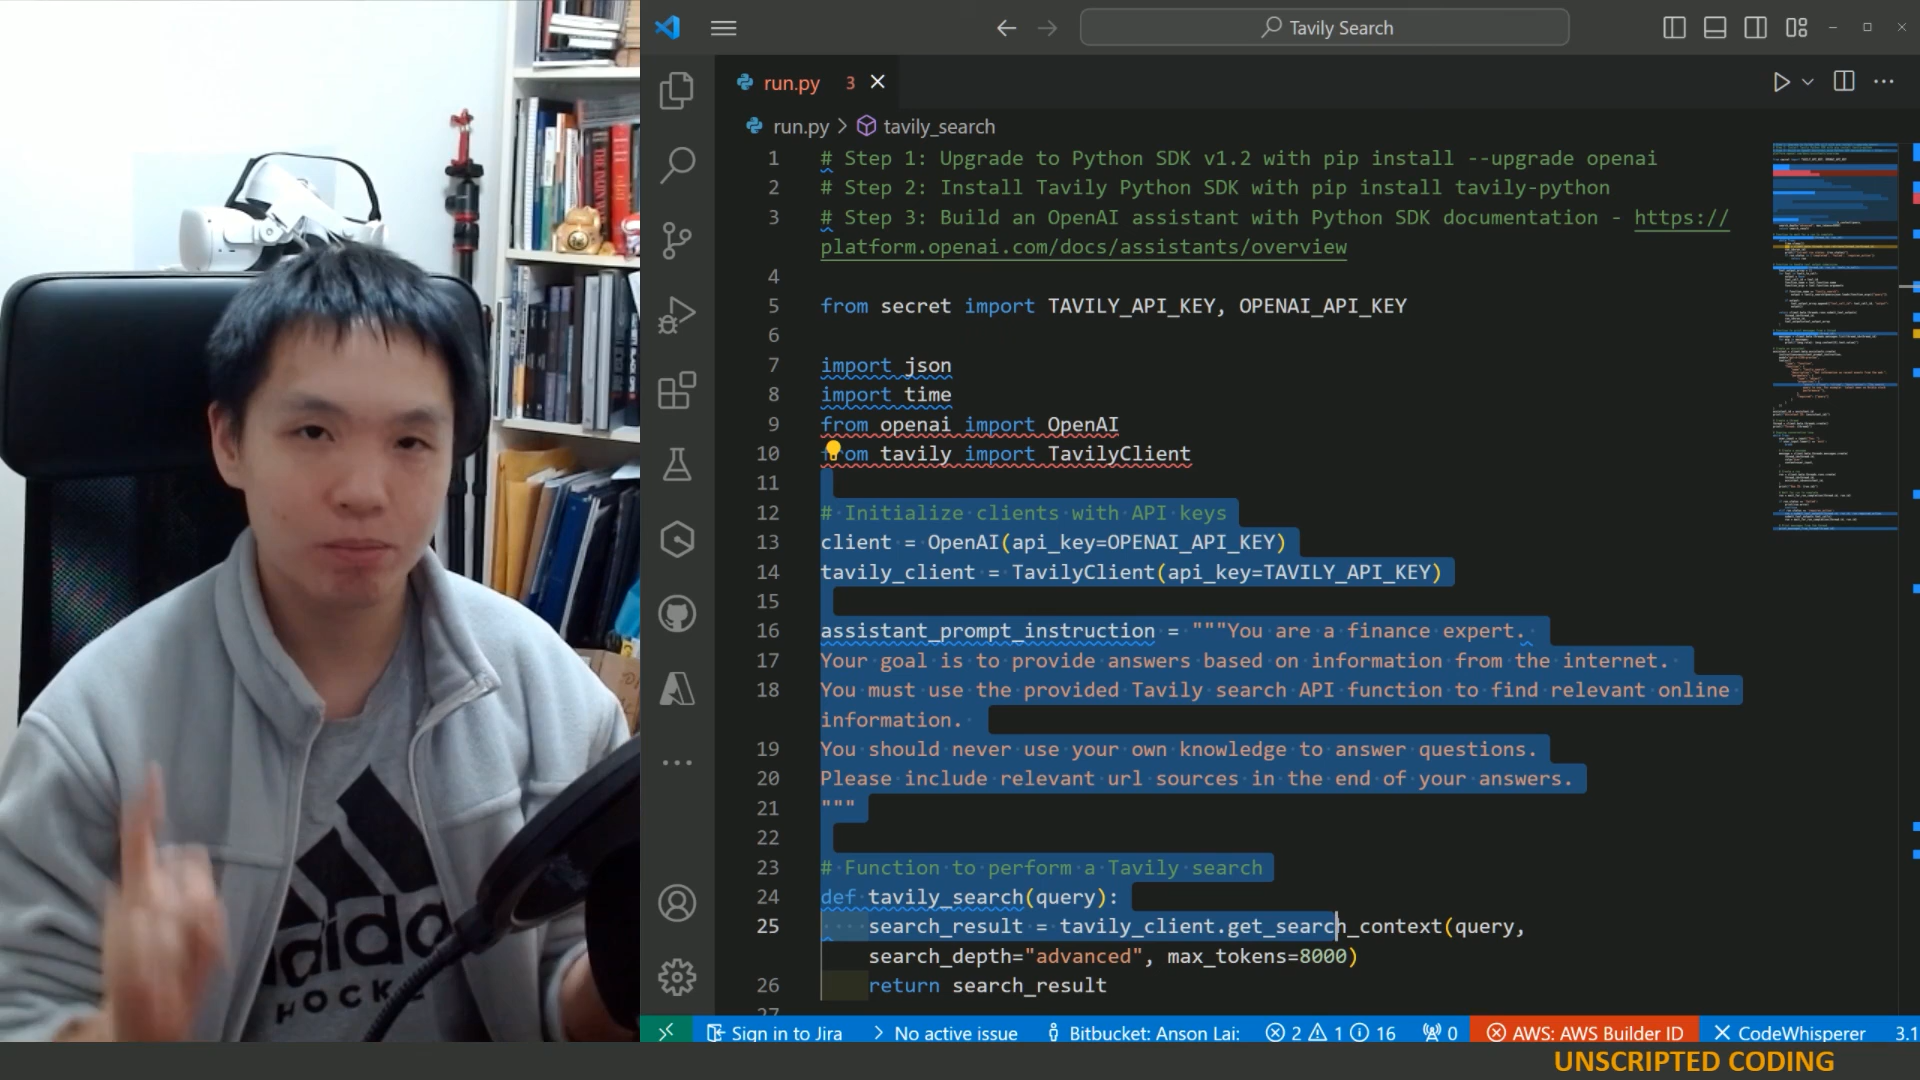 Tavily Search
run.py 3
run.py > tavily_search
1 # Step 1: Upgrade to Python SDK v1.2 with pip install --upgrade openai
2 # Step 2: Install Tavily Python SDK with pip install tavily-python
3 # Step 3: Build an OpenAI assistant with Python SDK documentation - https://
platform.openai.com/docs/assistants/overview
4
5 from secret import TAVILY_API_KEY, OPENAI_API_KEY
6
7 import json
8 import time
9 from openai import OpenAI
10 from tavily import TavilyClient
11
12 # Initialize clients with API keys
13 client = OpenAI(api_key=OPENAI_API_KEY)
14 tavily_client = TavilyClient(api_key=TAVILY_API_KEY)
15
16 assistant_prompt_instruction = """You are a finance expert.
17 Your goal is to provide answers based on information from the internet.
18 You must use the provided Tavily search API function to find relevant online
information.
19 You should never use your own knowledge to answer questions.
20 Please include relevant url sources in the end of your answers.
21 """
22
23 # Function to perform a Tavily search
24 def tavily_search(query):
25 search_result = tavily_client.get_search_context(query,
search_depth="advanced", max_tokens=8000)
26 return search_result
27
Sign in to Jira > No active issue Bitbucket: Anson Lai: 2 1 16 0 AWS: AWS Builder ID CodeWhisperer 3.1
UNSCRIPTED CODING
adidas
HOCKE